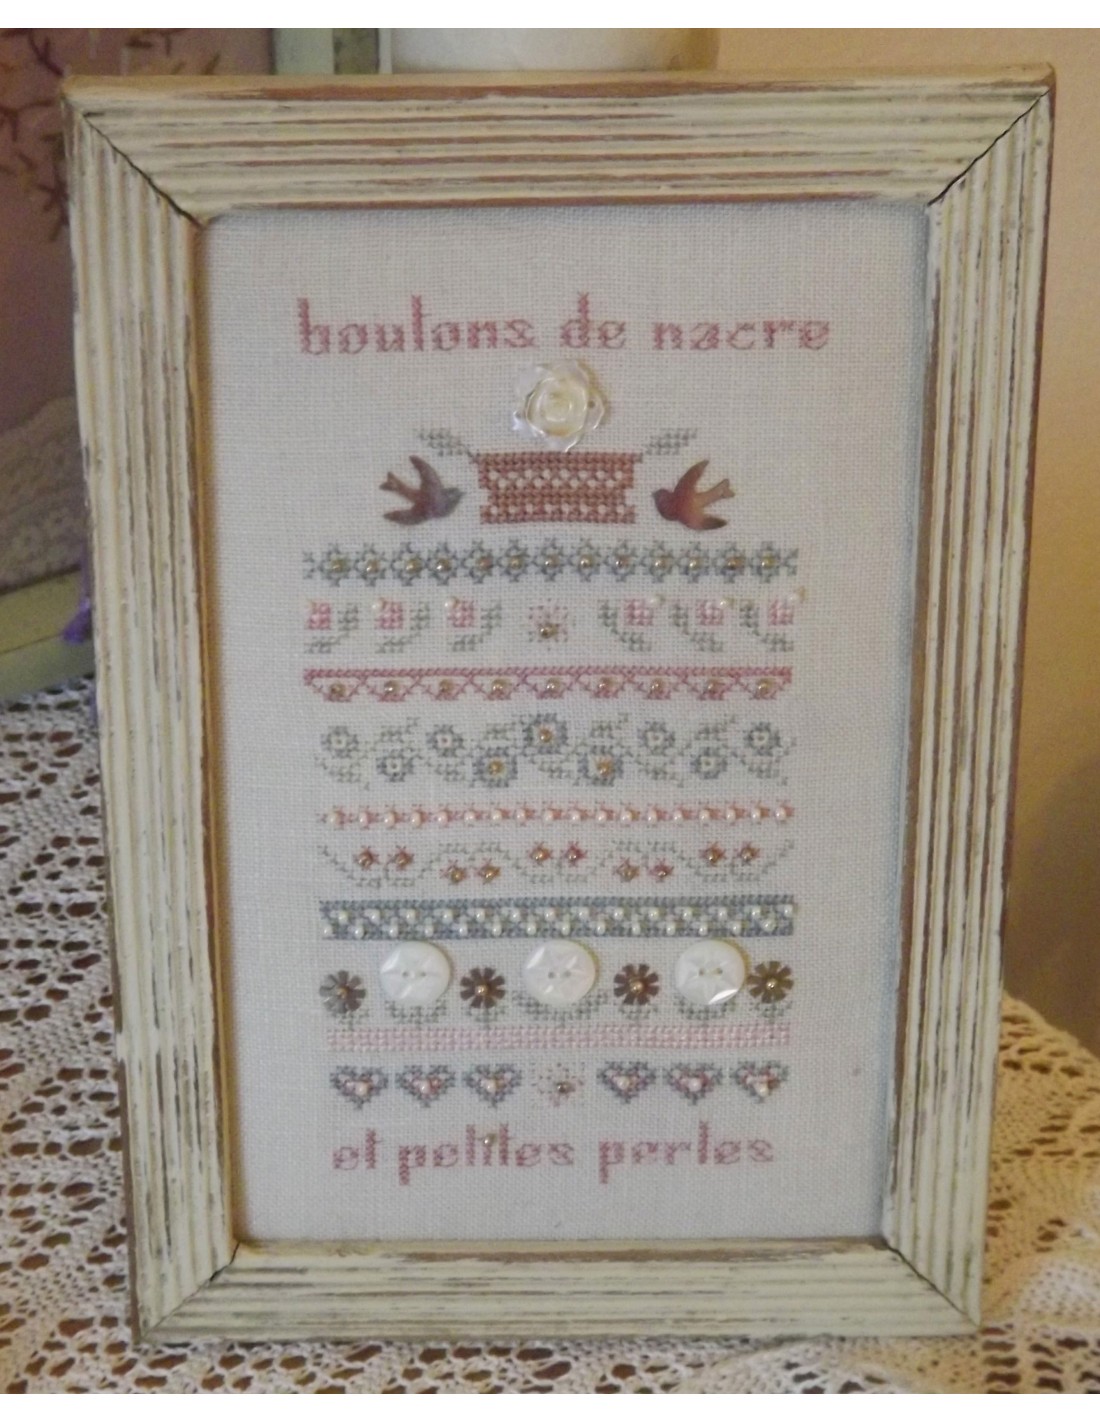 boutons de nacre
et petites perles